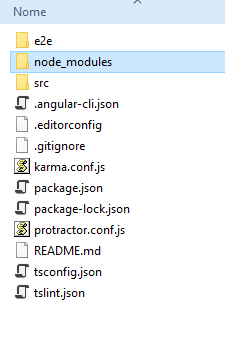 Nome
e2e
node_modules
src
.angular-cli.json
.editorconfig
.gitignore
karma.conf.js
package.json
package-lock.json
protractor.conf.js
README.md
tsconfig.json
tslint.json